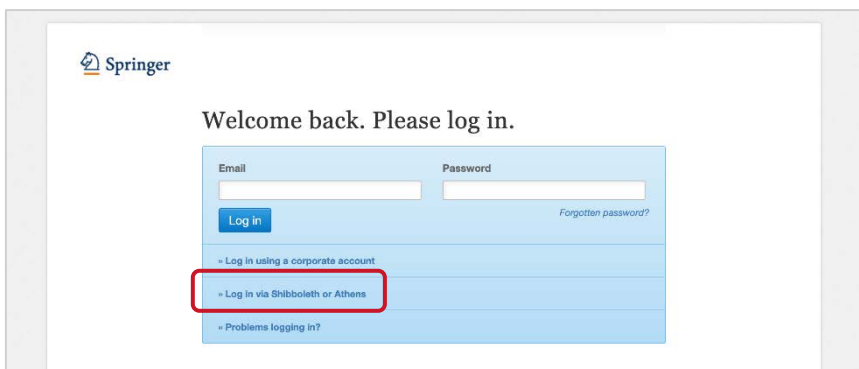 Springer
Welcome back. Please log in.
Email Password
Log in Forgotten password?
» Log in using a corporate account
» Log in via Shibboleth or Athens
» Problems logging in?